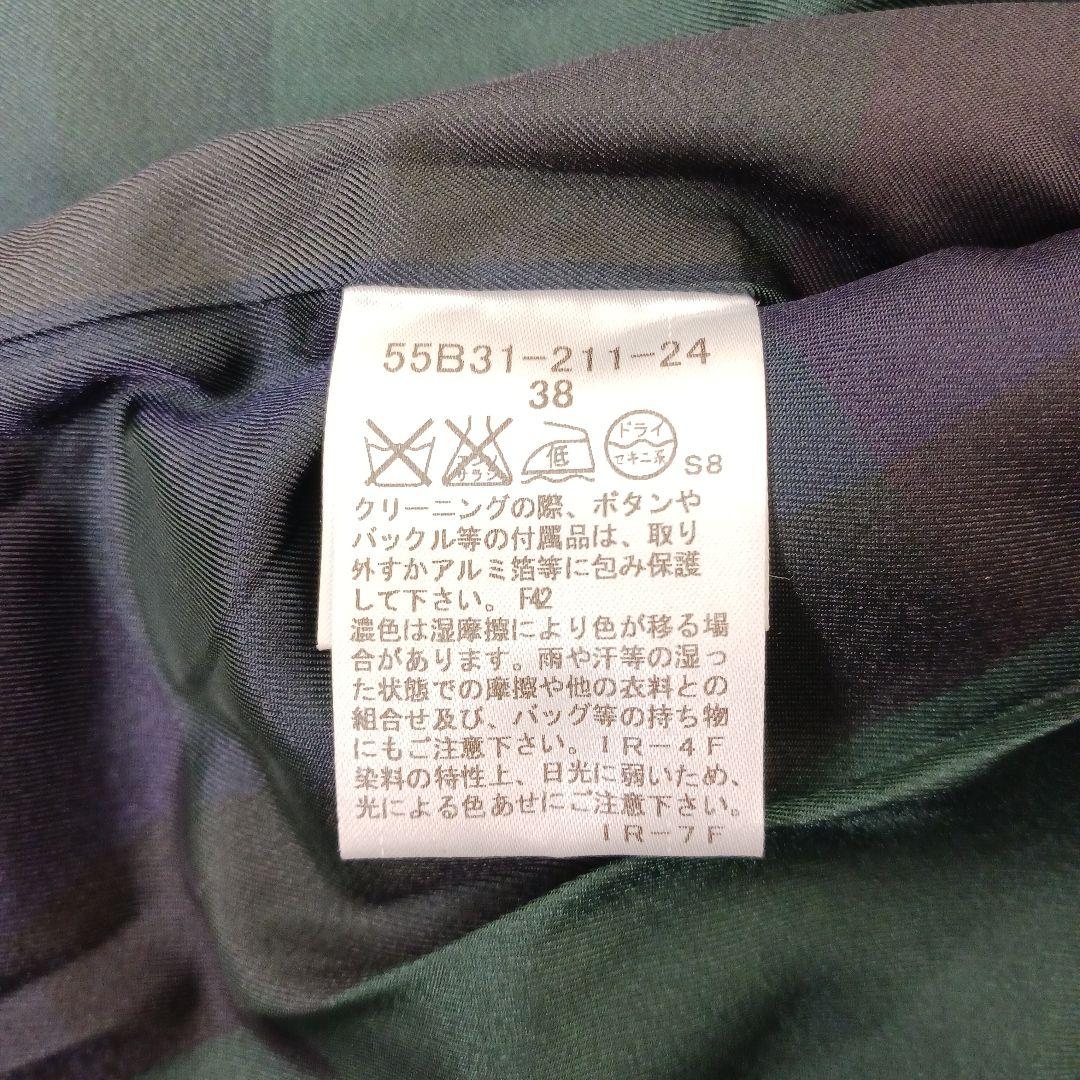 55B31-211-24
38
エンソ
サラシ
低
ドライ
セキユ系
S8
クリーニングの際、ボタンや
バックル等の付属品は、取り
外すかアルミ箔等に包み保護
して下さい。 F42
濃色は湿摩擦により色が移る場
合があります。雨や汗等の湿っ
た状態での摩擦や他の衣料との
組合せ及び、バッグ等の持ち物
にもご注意下さい。IR-4F
染料の特性上、日光に弱いため、
光による色あせにご注意下さい。
IR-7F